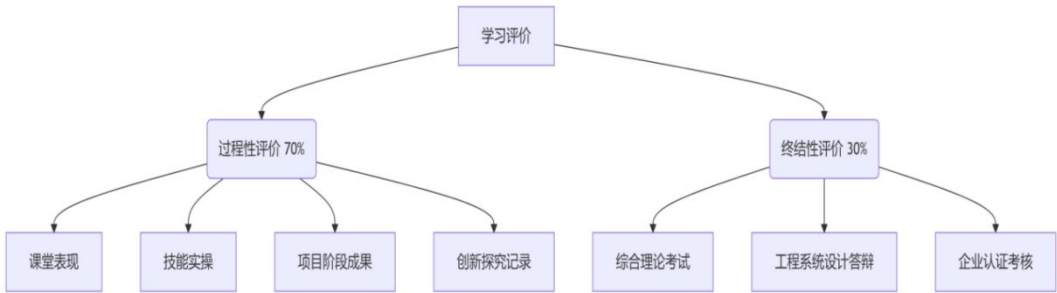 学习评价
过程性评价 70%
终结性评价 30%
课堂表现
技能实操
项目阶段成果
创新探究记录
综合理论考试
工程系统设计答辩
企业认证考核